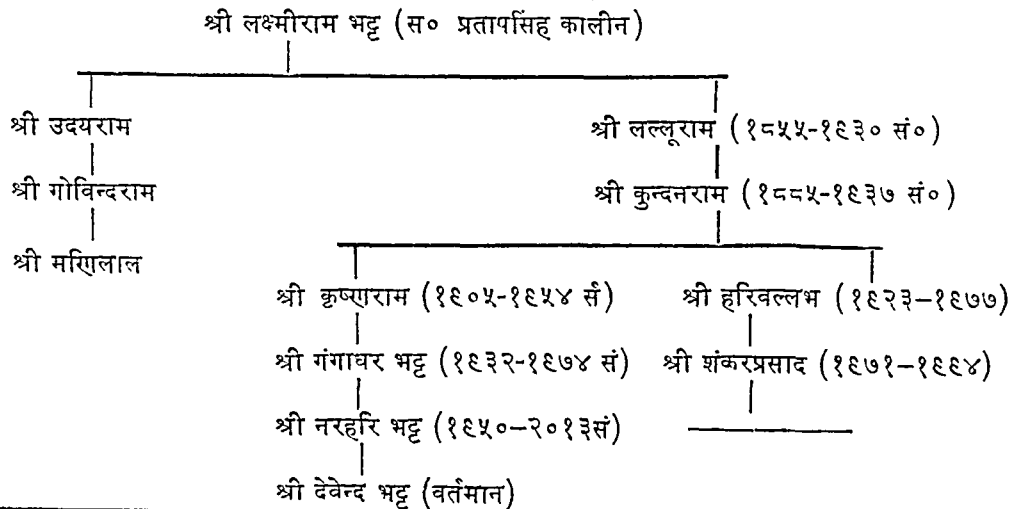 श्री लक्ष्मीराम भट्ट (स० प्रतापसिंह कालीन)
श्री उदयराम श्री लल्लूराम (१८५५-१९३० सं०)
श्री गोविन्दराम श्री कुन्दनराम (१८८५-१९३७ सं०)
श्री मणिलाल
श्री कृष्णराम (१९०५-१९५४ सं) श्री हरिवल्लभ (१९२३–१९७७)
श्री गंगाधर भट्ट (१९३२-१९७४ सं) श्री शंकरप्रसाद (१९७१–१९९४)
श्री नरहरि भट्ट (१९५०–२०१३सं)
श्री देवेन्द भट्ट (वर्तमान)